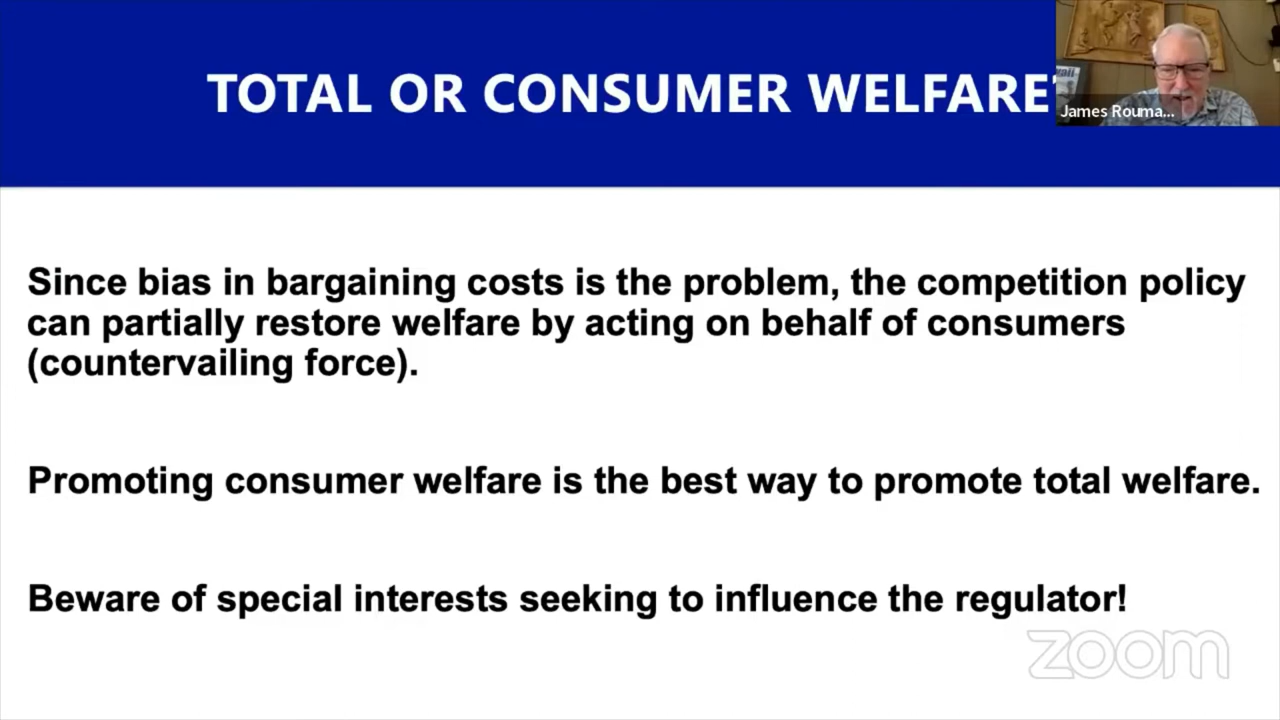 TOTAL OR CONSUMER WELFARE?
James Rouma...
Since bias in bargaining costs is the problem, the competition policy
can partially restore welfare by acting on behalf of consumers
(countervailing force).
Promoting consumer welfare is the best way to promote total welfare.
Beware of special interests seeking to influence the regulator!
zoom